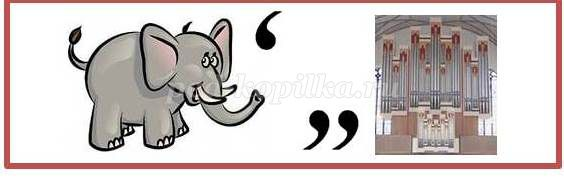 ‘
kopilka.ru
,,